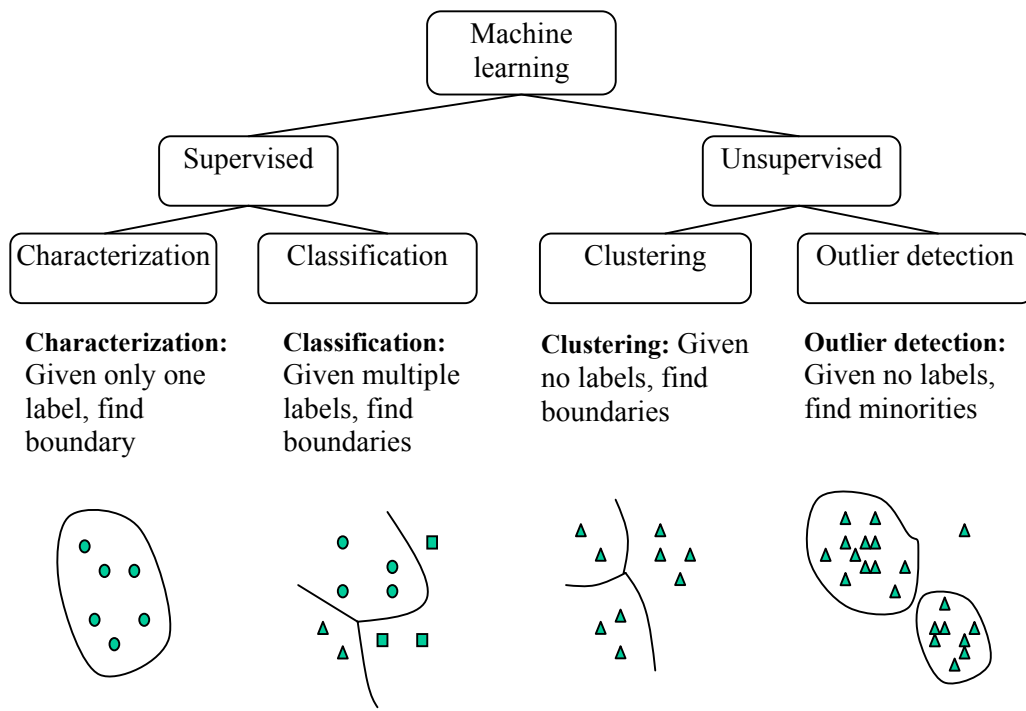 Machine
learning
Supervised
Unsupervised
Characterization
Classification
Clustering
Outlier detection
Characterization:
Given only one
label, find
boundary
Classification:
Given multiple
labels, find
boundaries
Clustering: Given
no labels, find
boundaries
Outlier detection:
Given no labels,
find minorities